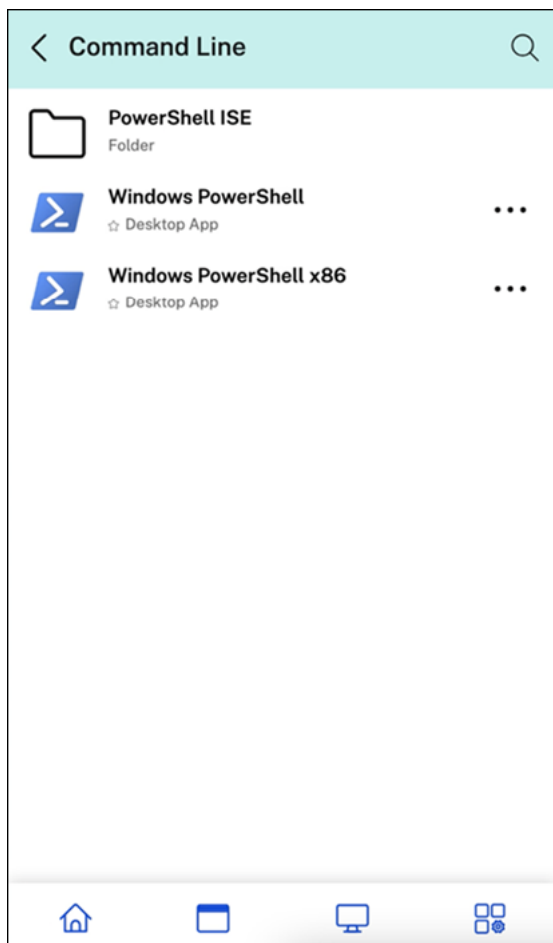 Command Line
PowerShell ISE
Folder
Windows PowerShell
Desktop App
Windows PowerShell x86
Desktop App